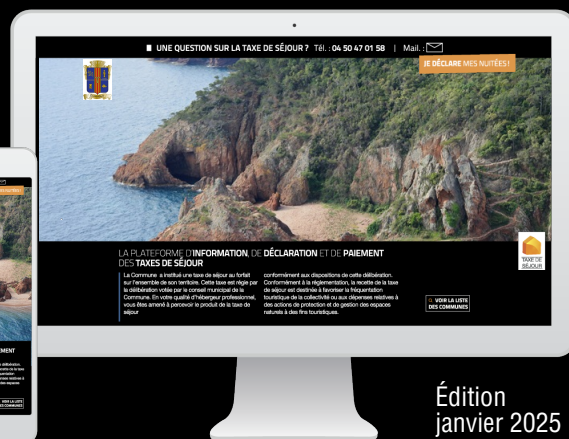 UNE QUESTION SUR LA TAXE DE SÉJOUR ? Tél. : 04 50 47 01 58 | Mail. :
JE DÉCLARE MES NUITÉES !
LA PLATEFORME D'INFORMATION, DE DÉCLARATION ET DE PAIEMENT
DES TAXES DE SÉJOUR
La Commune a institué une taxe de séjour au forfait
sur l'ensemble de son territoire. Cette taxe est régie par
la délibération votée par le conseil municipal de la
Commune. En votre qualité d'hébergeur professionnel,
vous êtes amené à percevoir le produit de la taxe de
séjour
conformément aux dispositions de cette délibération.
Conformément à la réglementation, la recette de la taxe
de séjour est destinée à favoriser la fréquentation
touristique de la collectivité ou aux dépenses relatives à
des actions de protection et de gestion des espaces
naturels à des fins touristiques.
TAXE DE
SÉJOUR
VOIR LA LISTE
DES COMMUNES
Édition
janvier 2025